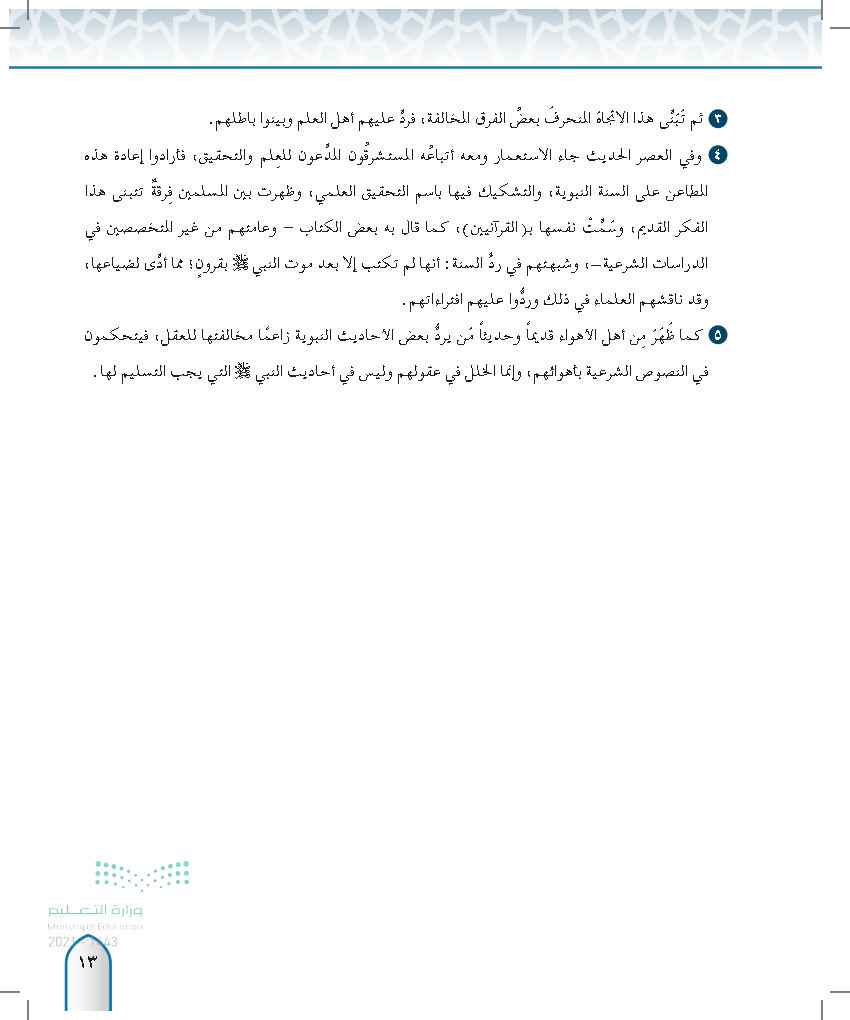 ٣ ثم تَبَنَّى هذا الاتجاهَ المنحرفَ بعضُ الفرق المخالفة، فردَّ عليهم أهل العلم وبينوا باطلهم.
٤ وفي العصر الحديث جاء الاستعمار ومعه أتباعُه المستشرقُون المدَّعون للعِلم والتحقيق، فأرادوا إعادة هذه
المطاعن على السنة النبوية، والتشكيك فيها باسم التحقيق العلمي، وظهرت بين المسلمين فِرقةٌ تتبنى هذا
الفكر القديم، وسَمَّتْ نفسها بـ(القرآنيين)، كما قال به بعض الكتاب – وعامتهم من غير المتخصصين في
الدراسات الشرعية–، وشبهتهم في ردِّ السنة: أنها لم تكتب إلا بعد موت النبي ﷺ بقرونٍ؛ مما أدَّى لضياعها،
وقد ناقشهم العلماء في ذلك وردُّوا عليهم افتراءاتهم.
٥ كما ظَهَرَ مِن أهل الأهواء قديماً وحديثاً مَن يردُّ بعض الأحاديث النبوية زاعمًا مخالفتها للعقل، فيتحكمون
في النصوص الشرعية بأهوائهم، وإنما الخلل في عقولهم وليس في أحاديث النبي ﷺ التي يجب التسليم لها.
وزارة التعليم
Ministry of Education
2021 - 1443
١٣